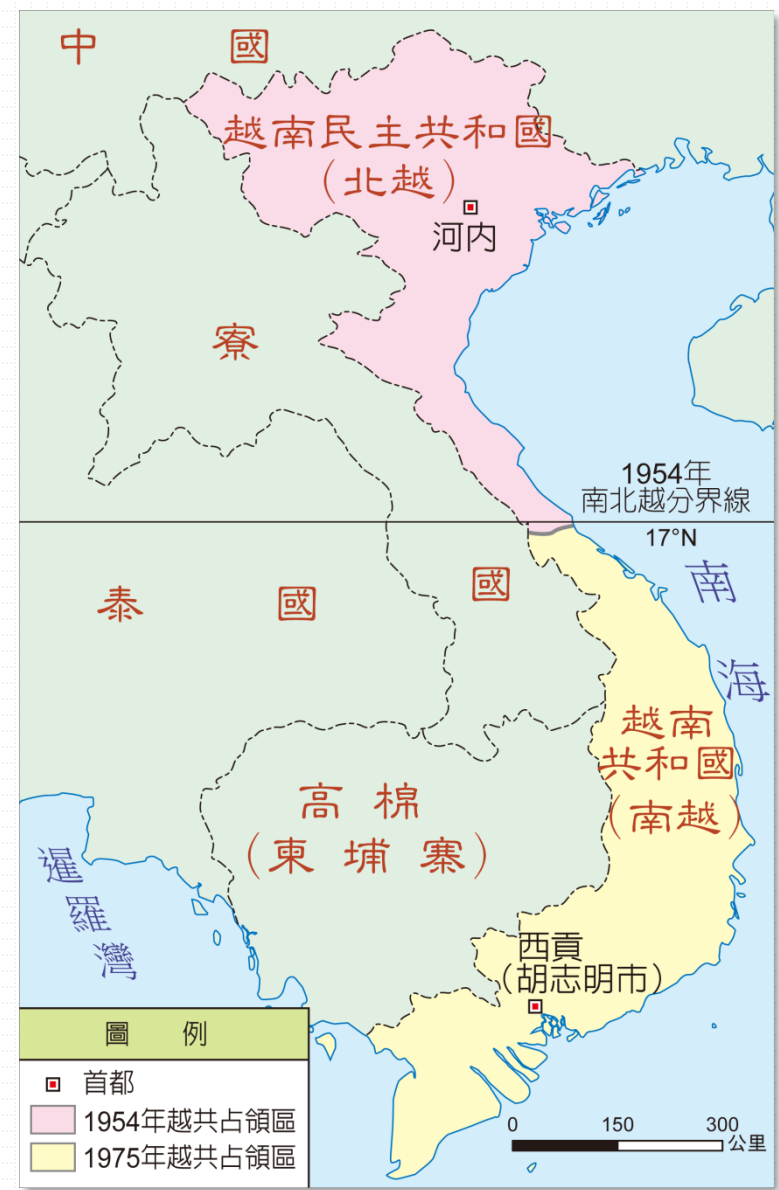 中國
越南民主共和國
(北越)
河内
寮國
1954年
南北越分界線
17°N
泰國
南海
越南
共和國
(南越)
高棉
(柬埔寨)
暹羅灣
西貢
(胡志明市)
圖例
首都
1954年越共占領區
1975年越共占領區
0 150 300
公里